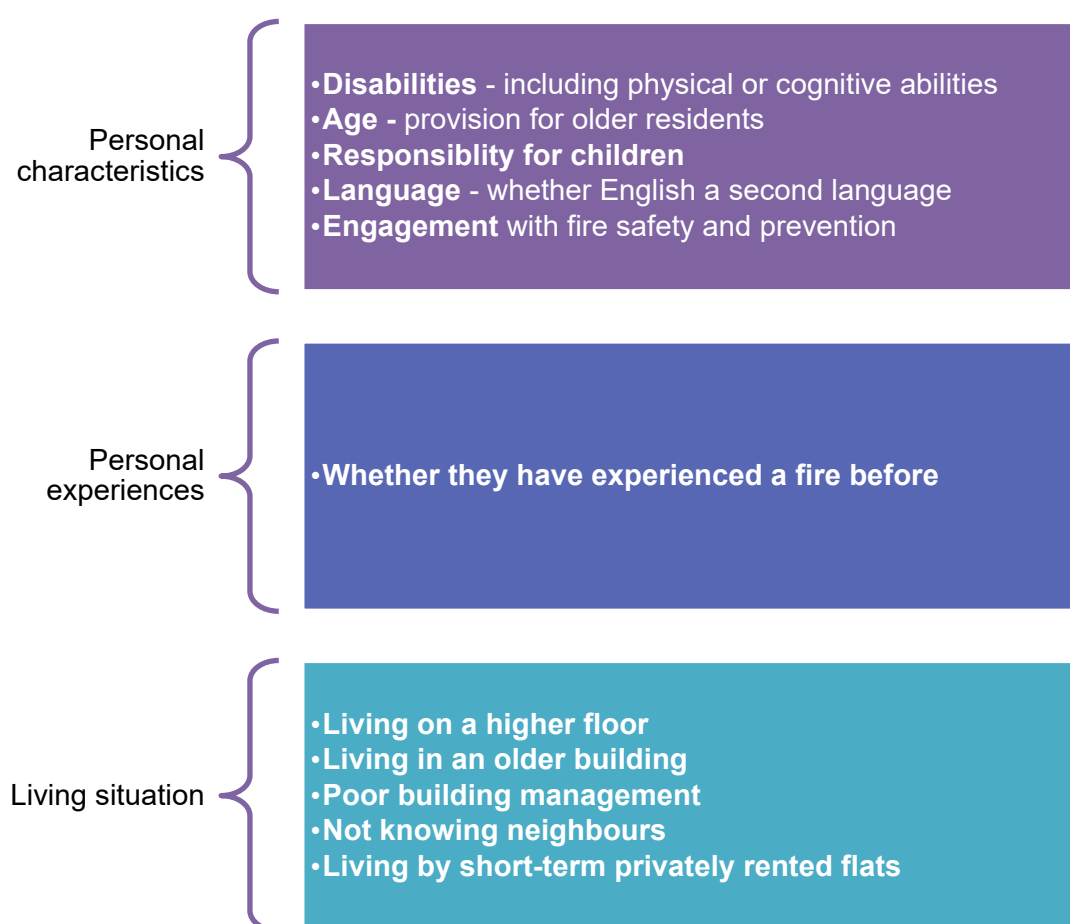 Personal
characteristics
•Disabilities - including physical or cognitive abilities
•Age - provision for older residents
•Responsiblity for children
•Language - whether English a second language
•Engagement with fire safety and prevention
Personal
experiences
•Whether they have experienced a fire before
Living situation
•Living on a higher floor
•Living in an older building
•Poor building management
•Not knowing neighbours
•Living by short-term privately rented flats